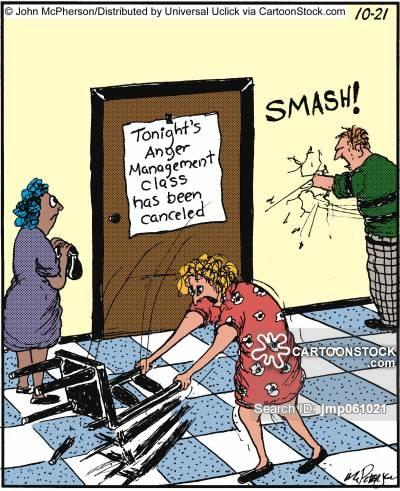 © John McPherson/Distributed by Universal Uclick via CartoonStock.com
10-21
SMASH!
Tonight's
Anger
Management
class
has been
canceled
CARTOONSTOCK
.com
Search ID: jmp061021
McPherson